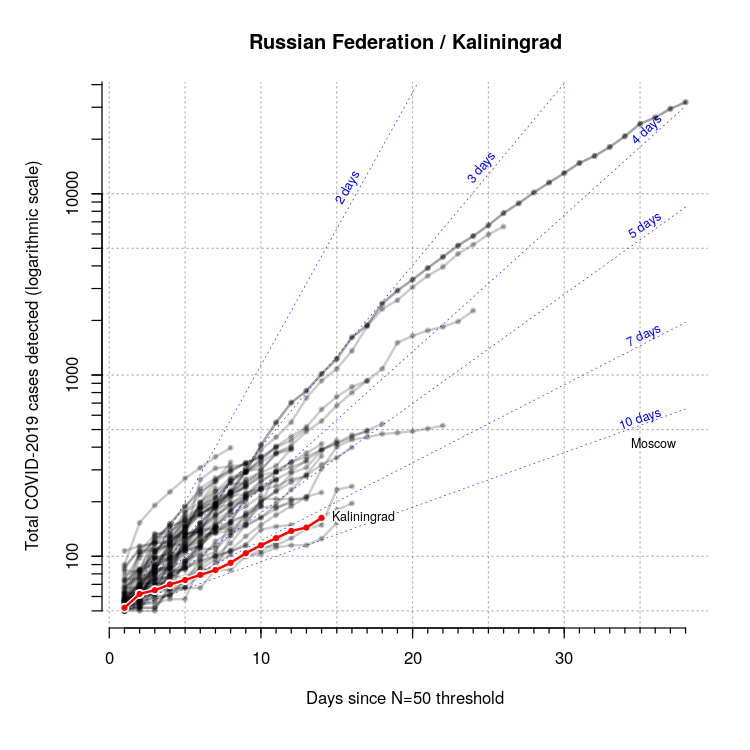 Russian Federation / Kaliningrad
Total COVID-2019 cases detected (logarithmic scale)
10000
1000
100
2 days
3 days
4 days
5 days
7 days
10 days
Moscow
Kaliningrad
0
10
20
30
Days since N=50 threshold